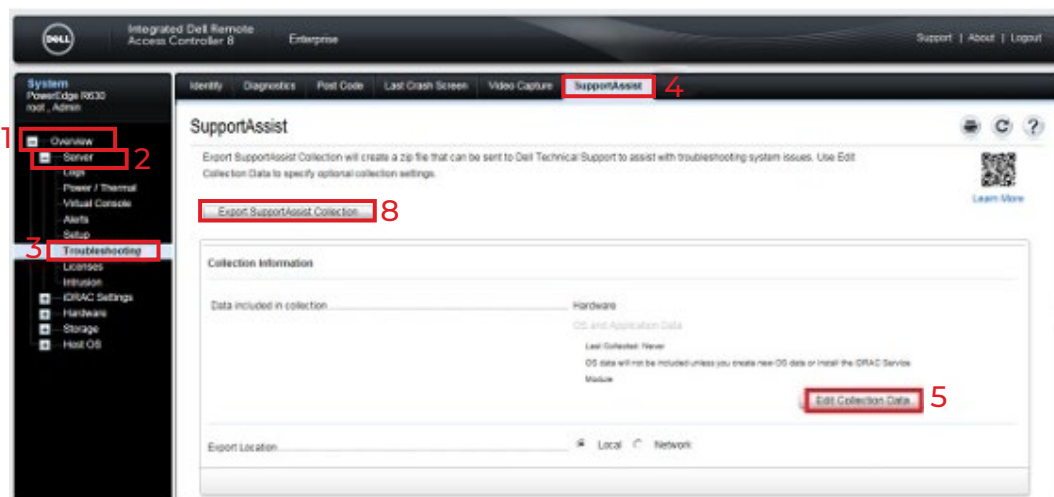 DELL
Integrated Dell Remote
Access Controller 8
Enterprise
Support | About | Logout
System
PowerEdge R630
root , Admin
1
Overview
Server
2
Logs
Power / Thermal
Virtual Console
Alerts
Setup
3
Troubleshooting
Licenses
Intrusion
iDRAC Settings
Hardware
Storage
Host OS
Identify
Diagnostics
Post Code
Last Crash Screen
Video Capture
SupportAssist
4
SupportAssist
?
Export SupportAssist Collection will create a zip file that can be sent to Dell Technical Support to assist with troubleshooting system issues. Use Edit
Collection Data to specify optional collection settings.
Learn More
Export SupportAssist Collection
8
Collection Information
Data included in collection
Hardware
OS and Application Data
Last Collected: Never
OS data will not be included unless you create new OS data or install the iDRAC Service
Module
Edit Collection Data
5
Export Location
Local
Network